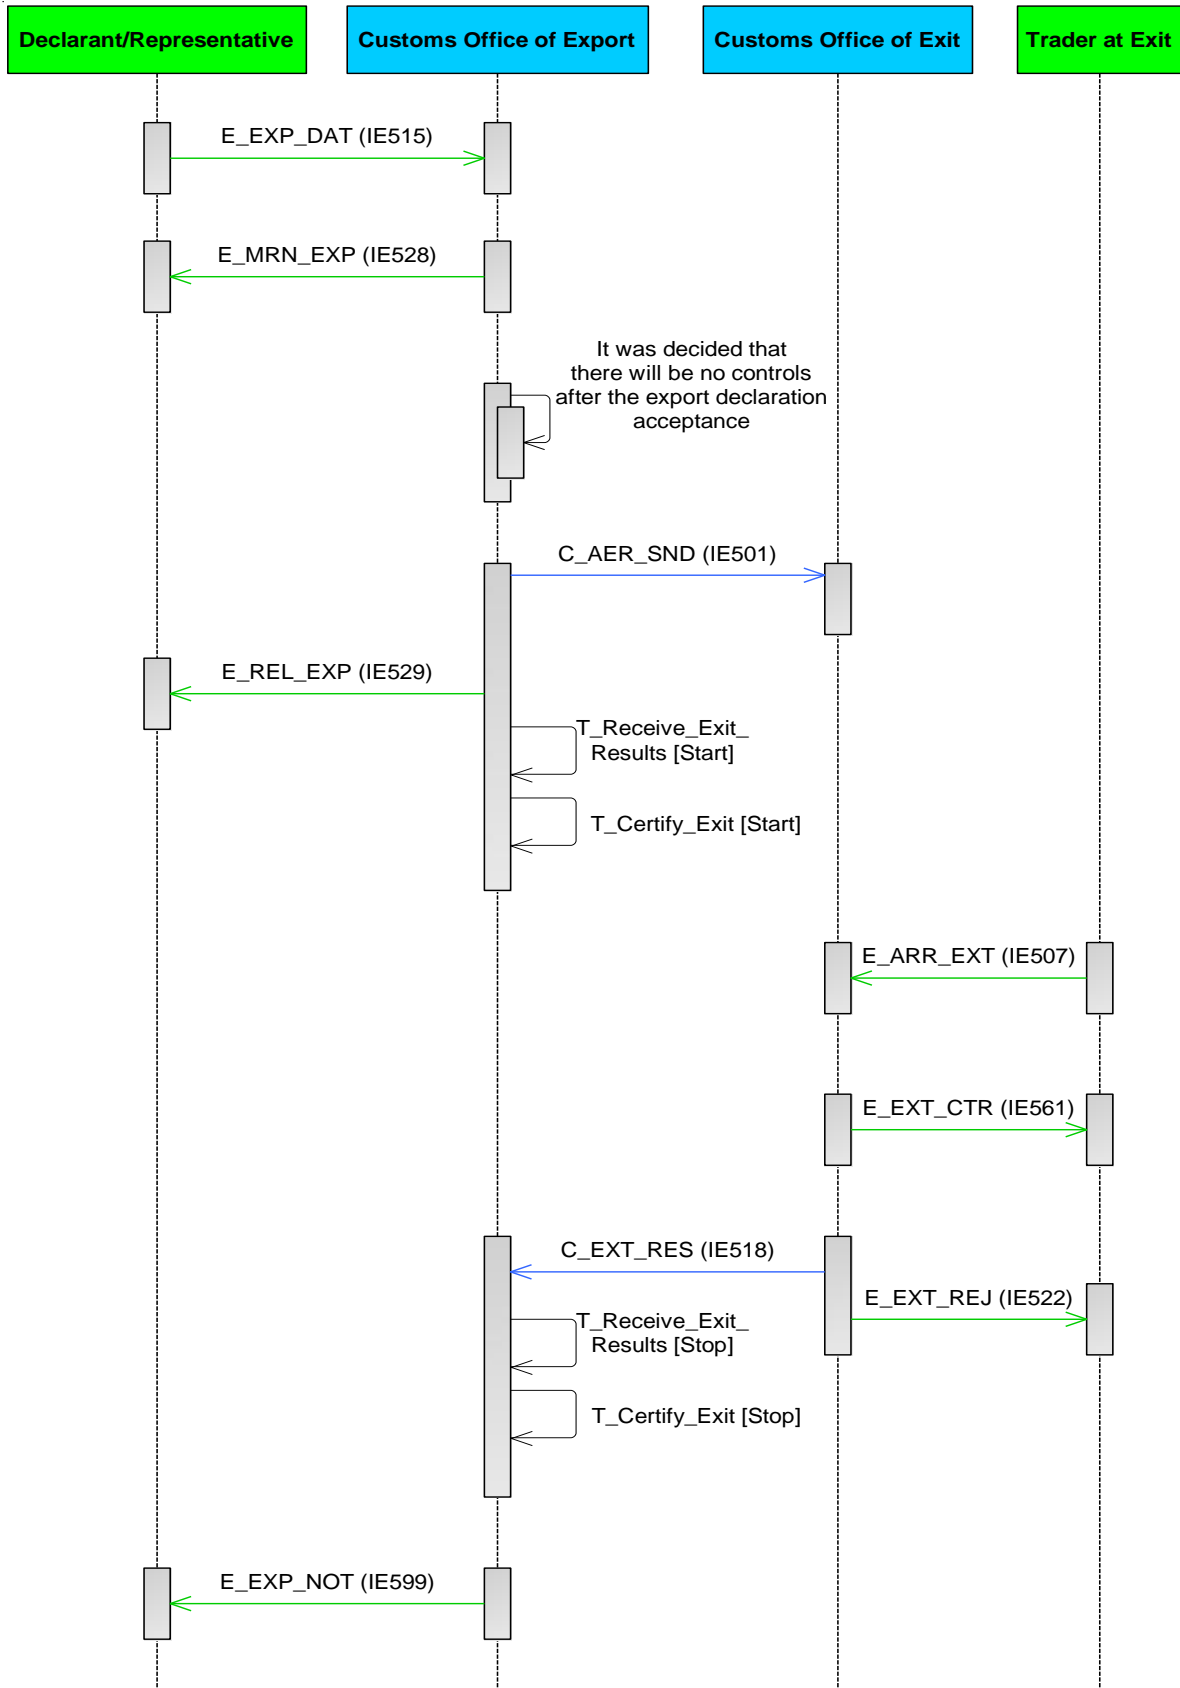 Declarant/Representative
Customs Office of Export
Customs Office of Exit
Trader at Exit
E_EXP_DAT (IE515)
E_MRN_EXP (IE528)
It was decided that
there will be no controls
after the export declaration
acceptance
C_AER_SND (IE501)
E_REL_EXP (IE529)
T_Receive_Exit_
Results [Start]
T_Certify_Exit [Start]
E_ARR_EXT (IE507)
E_EXT_CTR (IE561)
C_EXT_RES (IE518)
E_EXT_REJ (IE522)
T_Receive_Exit_
Results [Stop]
T_Certify_Exit [Stop]
E_EXP_NOT (IE599)